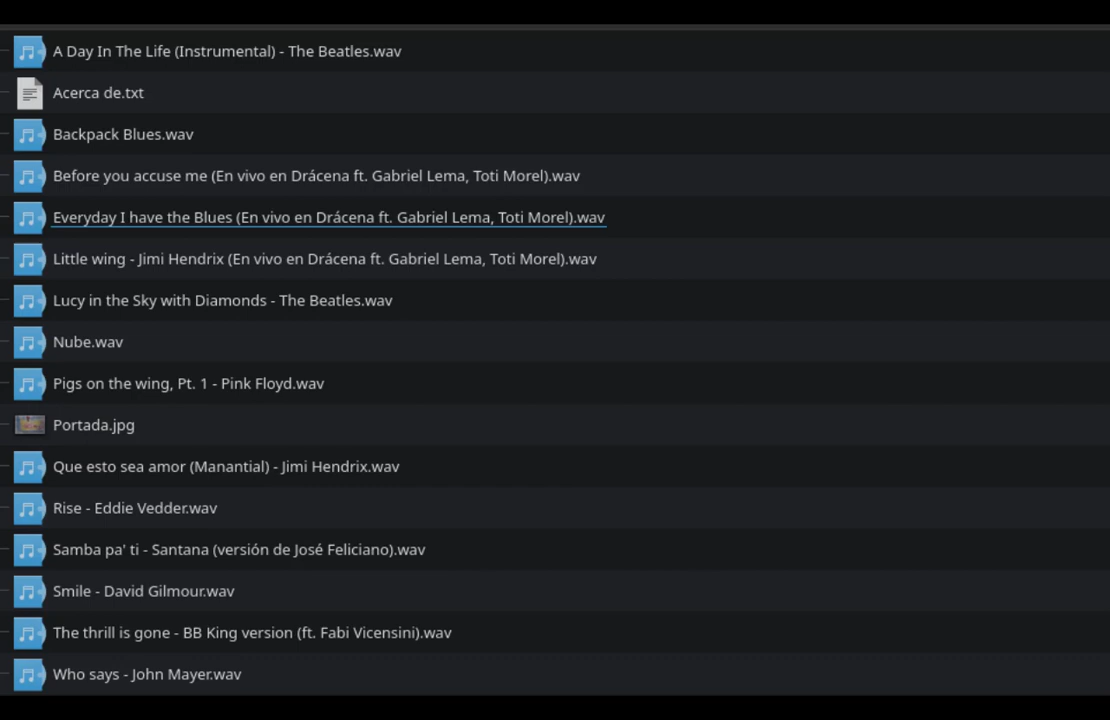 A Day In The Life (Instrumental) - The Beatles.wav
Acerca de.txt
Backpack Blues.wav
Before you accuse me (En vivo en Drácena ft. Gabriel Lema, Toti Morel).wav
Everyday I have the Blues (En vivo en Drácena ft. Gabriel Lema, Toti Morel).wav
Little wing - Jimi Hendrix (En vivo en Drácena ft. Gabriel Lema, Toti Morel).wav
Lucy in the Sky with Diamonds - The Beatles.wav
Nube.wav
Pigs on the wing, Pt. 1 - Pink Floyd.wav
Portada.jpg
Que esto sea amor (Manantial) - Jimi Hendrix.wav
Rise - Eddie Vedder.wav
Samba pa' ti - Santana (versión de José Feliciano).wav
Smile - David Gilmour.wav
The thrill is gone - BB King version (ft. Fabi Vicensini).wav
Who says - John Mayer.wav